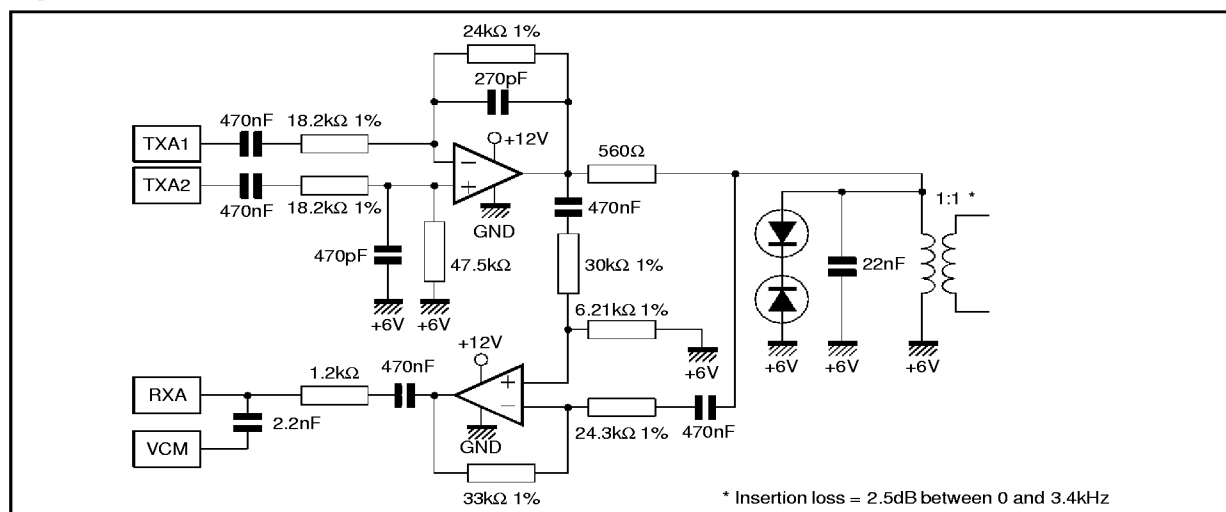 24kΩ 1%
270pF
470nF
18.2kΩ 1%
TXA1
+12V
560Ω
TXA2
1:1 *
470nF
18.2kΩ 1%
GND
470nF
470pF
47.5kΩ
30kΩ 1%
22nF
+6V
+6V
6.21kΩ 1%
+12V
+6V
+6V
+6V
+6V
470nF
1.2kΩ
RXA
2.2nF
VCM
GND
24.3kΩ 1%
470nF
33kΩ 1%
* Insertion loss = 2.5dB between 0 and 3.4kHz